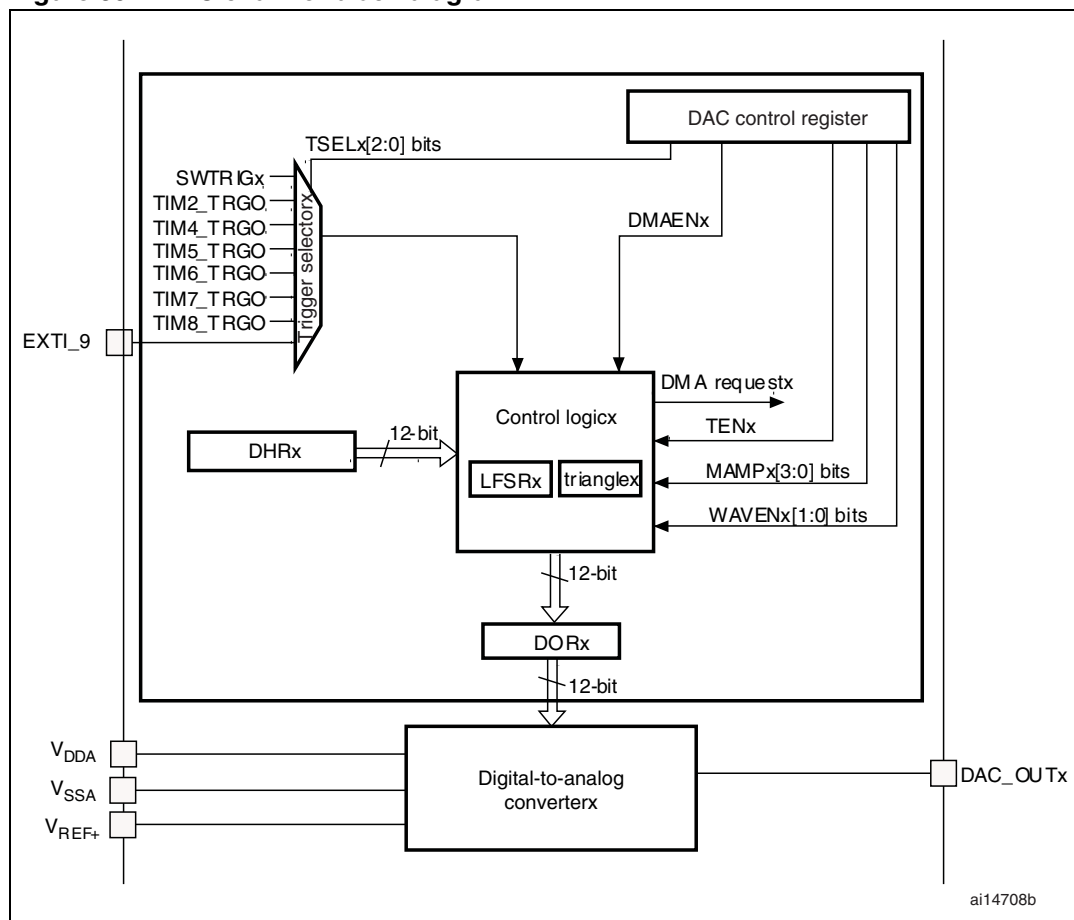 DAC control register
TSELx[2:0] bits
SWTRIGx
TIM2_TRGO
TIM4_TRGO
TIM5_TRGO
TIM6_TRGO
TIM7_TRGO
TIM8_TRGO
Trigger selectorx
DMAENx
EXTI_9
DMA requestx
Control logicx
TENx
12-bit
DHRx
LFSRx
trianglex
MAMPx[3:0] bits
WAVENx[1:0] bits
12-bit
DORx
12-bit
VDDA
VSSA
VREF+
Digital-to-analog
converterx
DAC_OUTx
ai14708b